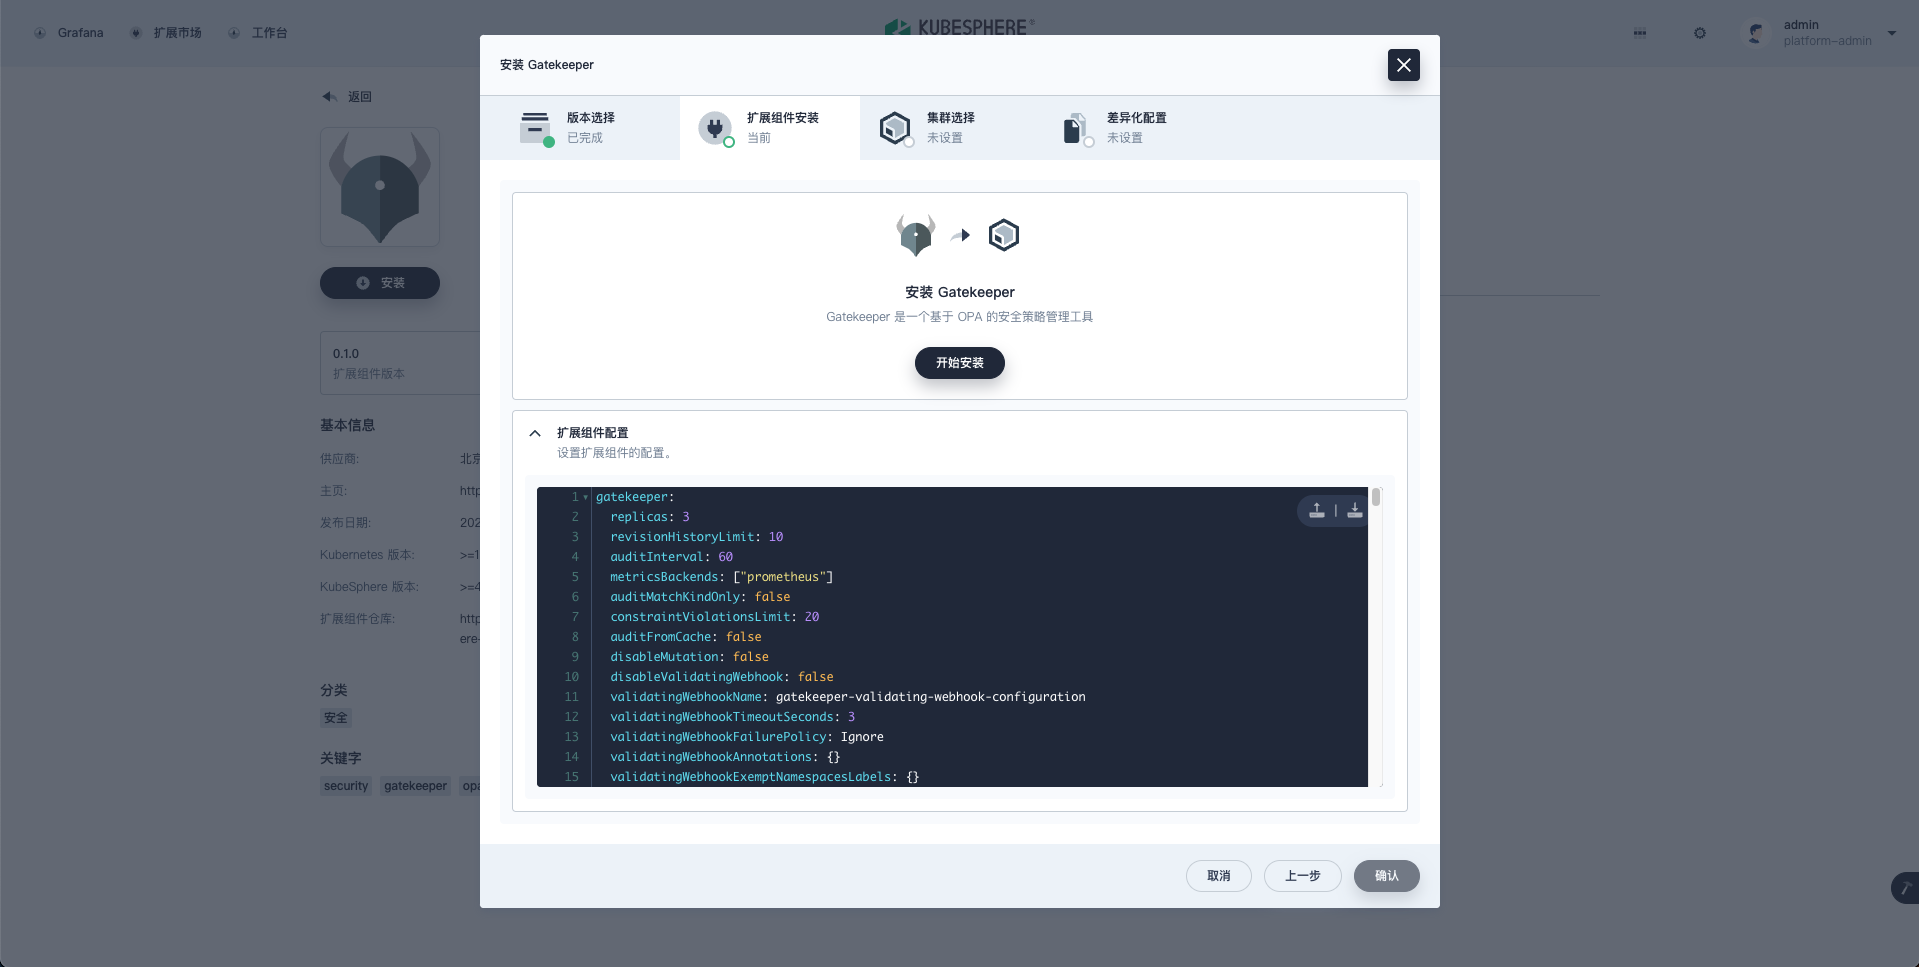 Grafana
扩展市场
工作台
KUBESPHERE®
admin
platform-admin
返回
安装
0.1.0
扩展组件版本
基本信息
供应商:
北京
主页:
http
发布日期:
202
Kubernetes 版本:
>=1
KubeSphere 版本:
>=4
扩展组件仓库:
http
ere-
分类
安全
关键字
security gatekeeper opa
安装 Gatekeeper
版本选择
已完成
扩展组件安装
当前
集群选择
未设置
差异化配置
未设置
安装 Gatekeeper
Gatekeeper 是一个基于 OPA 的安全策略管理工具
开始安装
扩展组件配置
设置扩展组件的配置。
1 gatekeeper:
2 replicas: 3
3 revisionHistoryLimit: 10
4 auditInterval: 60
5 metricsBackends: ["prometheus"]
6 auditMatchKindOnly: false
7 constraintViolationsLimit: 20
8 auditFromCache: false
9 disableMutation: false
10 disableValidatingWebhook: false
11 validatingWebhookName: gatekeeper-validating-webhook-configuration
12 validatingWebhookTimeoutSeconds: 3
13 validatingWebhookFailurePolicy: Ignore
14 validatingWebhookAnnotations: {}
15 validatingWebhookExemptNamespacesLabels: {}
取消
上一步
确认